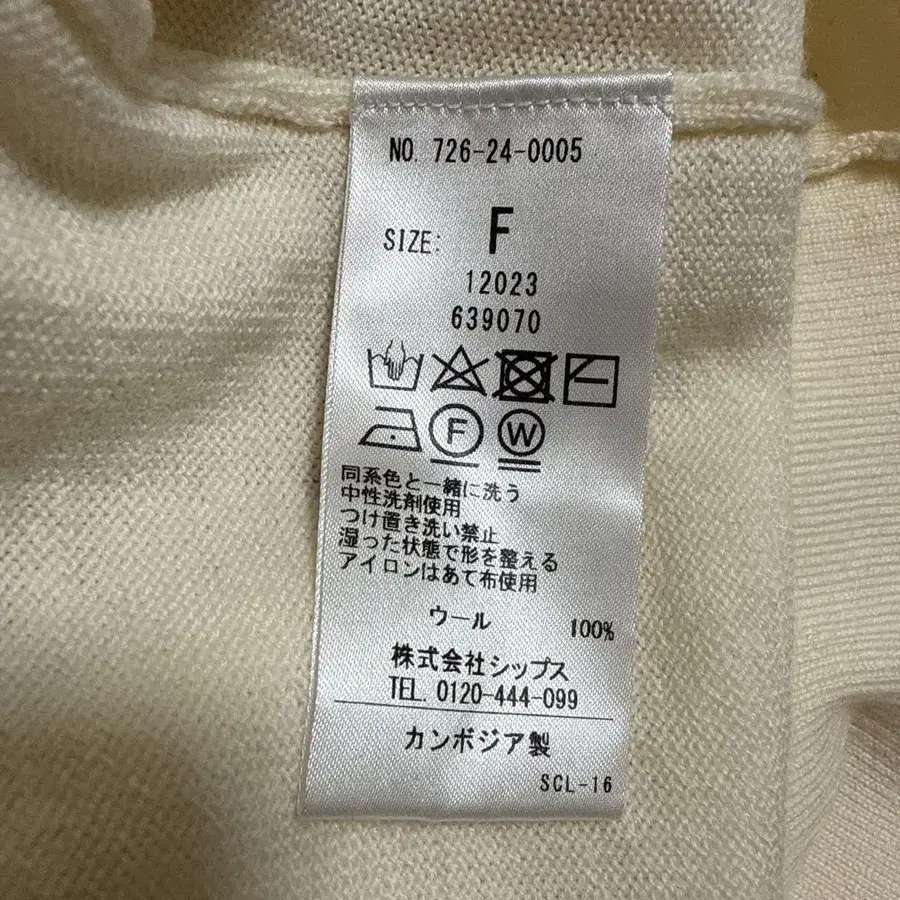 NO. 726-24-0005
SIZE: F
12023
639070
F W
同系色と一緒に洗う
中性洗剤使用
つけ置き洗い禁止
湿った状態で形を整える
アイロンはあて布使用
ウール 100%
株式会社シップス
TEL. 0120-444-099
カンボジア製
SCL-16